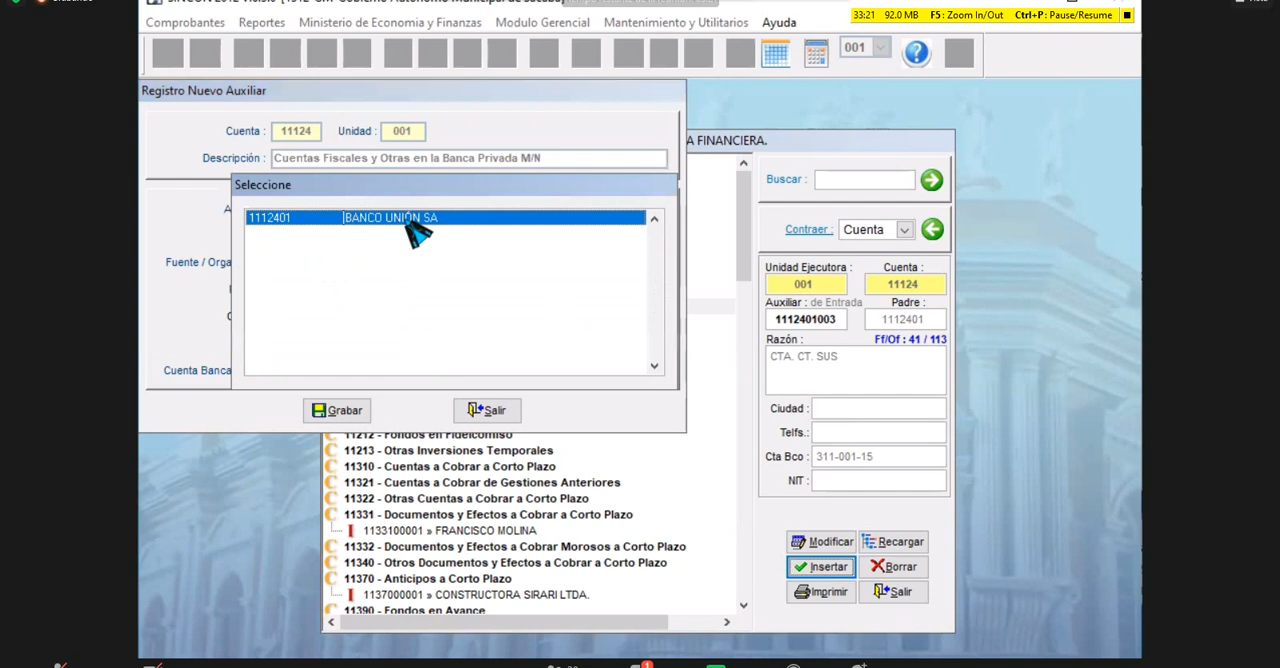 Comprobantes Reportes Ministerio de Economia y Finanzas Modulo Gerencial Mantenimiento y Utilitarios Ayuda
33:21 92.0 MB F5: Zoom In/Out Ctrl+P: Pause/Resume
001
Registro Nuevo Auxiliar
Cuenta : 11124 Unidad : 001
Descripción : Cuentas Fiscales y Otras en la Banca Privada M/N
Seleccione
1112401 BANCO UNIÓN SA
Fuente / Orga
Cuenta Banca
Grabar Salir
A FINANCIERA.
11212 - Fondos en Fideicomiso
11213 - Otras Inversiones Temporales
11310 - Cuentas a Cobrar a Corto Plazo
11321 - Cuentas a Cobrar de Gestiones Anteriores
11322 - Otras Cuentas a Cobrar a Corto Plazo
11331 - Documentos y Efectos a Cobrar a Corto Plazo
1133100001 » FRANCISCO MOLINA
11332 - Documentos y Efectos a Cobrar Morosos a Corto Plazo
11340 - Otros Documentos y Efectos a Cobrar a Corto Plazo
11370 - Anticipos a Corto Plazo
1137000001 » CONSTRUCTORA SIRARI LTDA.
11390 - Fondos en Avance
Buscar :
Contraer : Cuenta
Unidad Ejecutora : Cuenta :
001 11124
Auxiliar : de Entrada Padre :
1112401003 1112401
Razón : Ff/Of : 41 / 113
CTA. CT. SUS
Ciudad :
Telfs.:
Cta Bco : 311-001-15
NIT :
Modificar Recargar
Insertar Borrar
Imprimir Salir